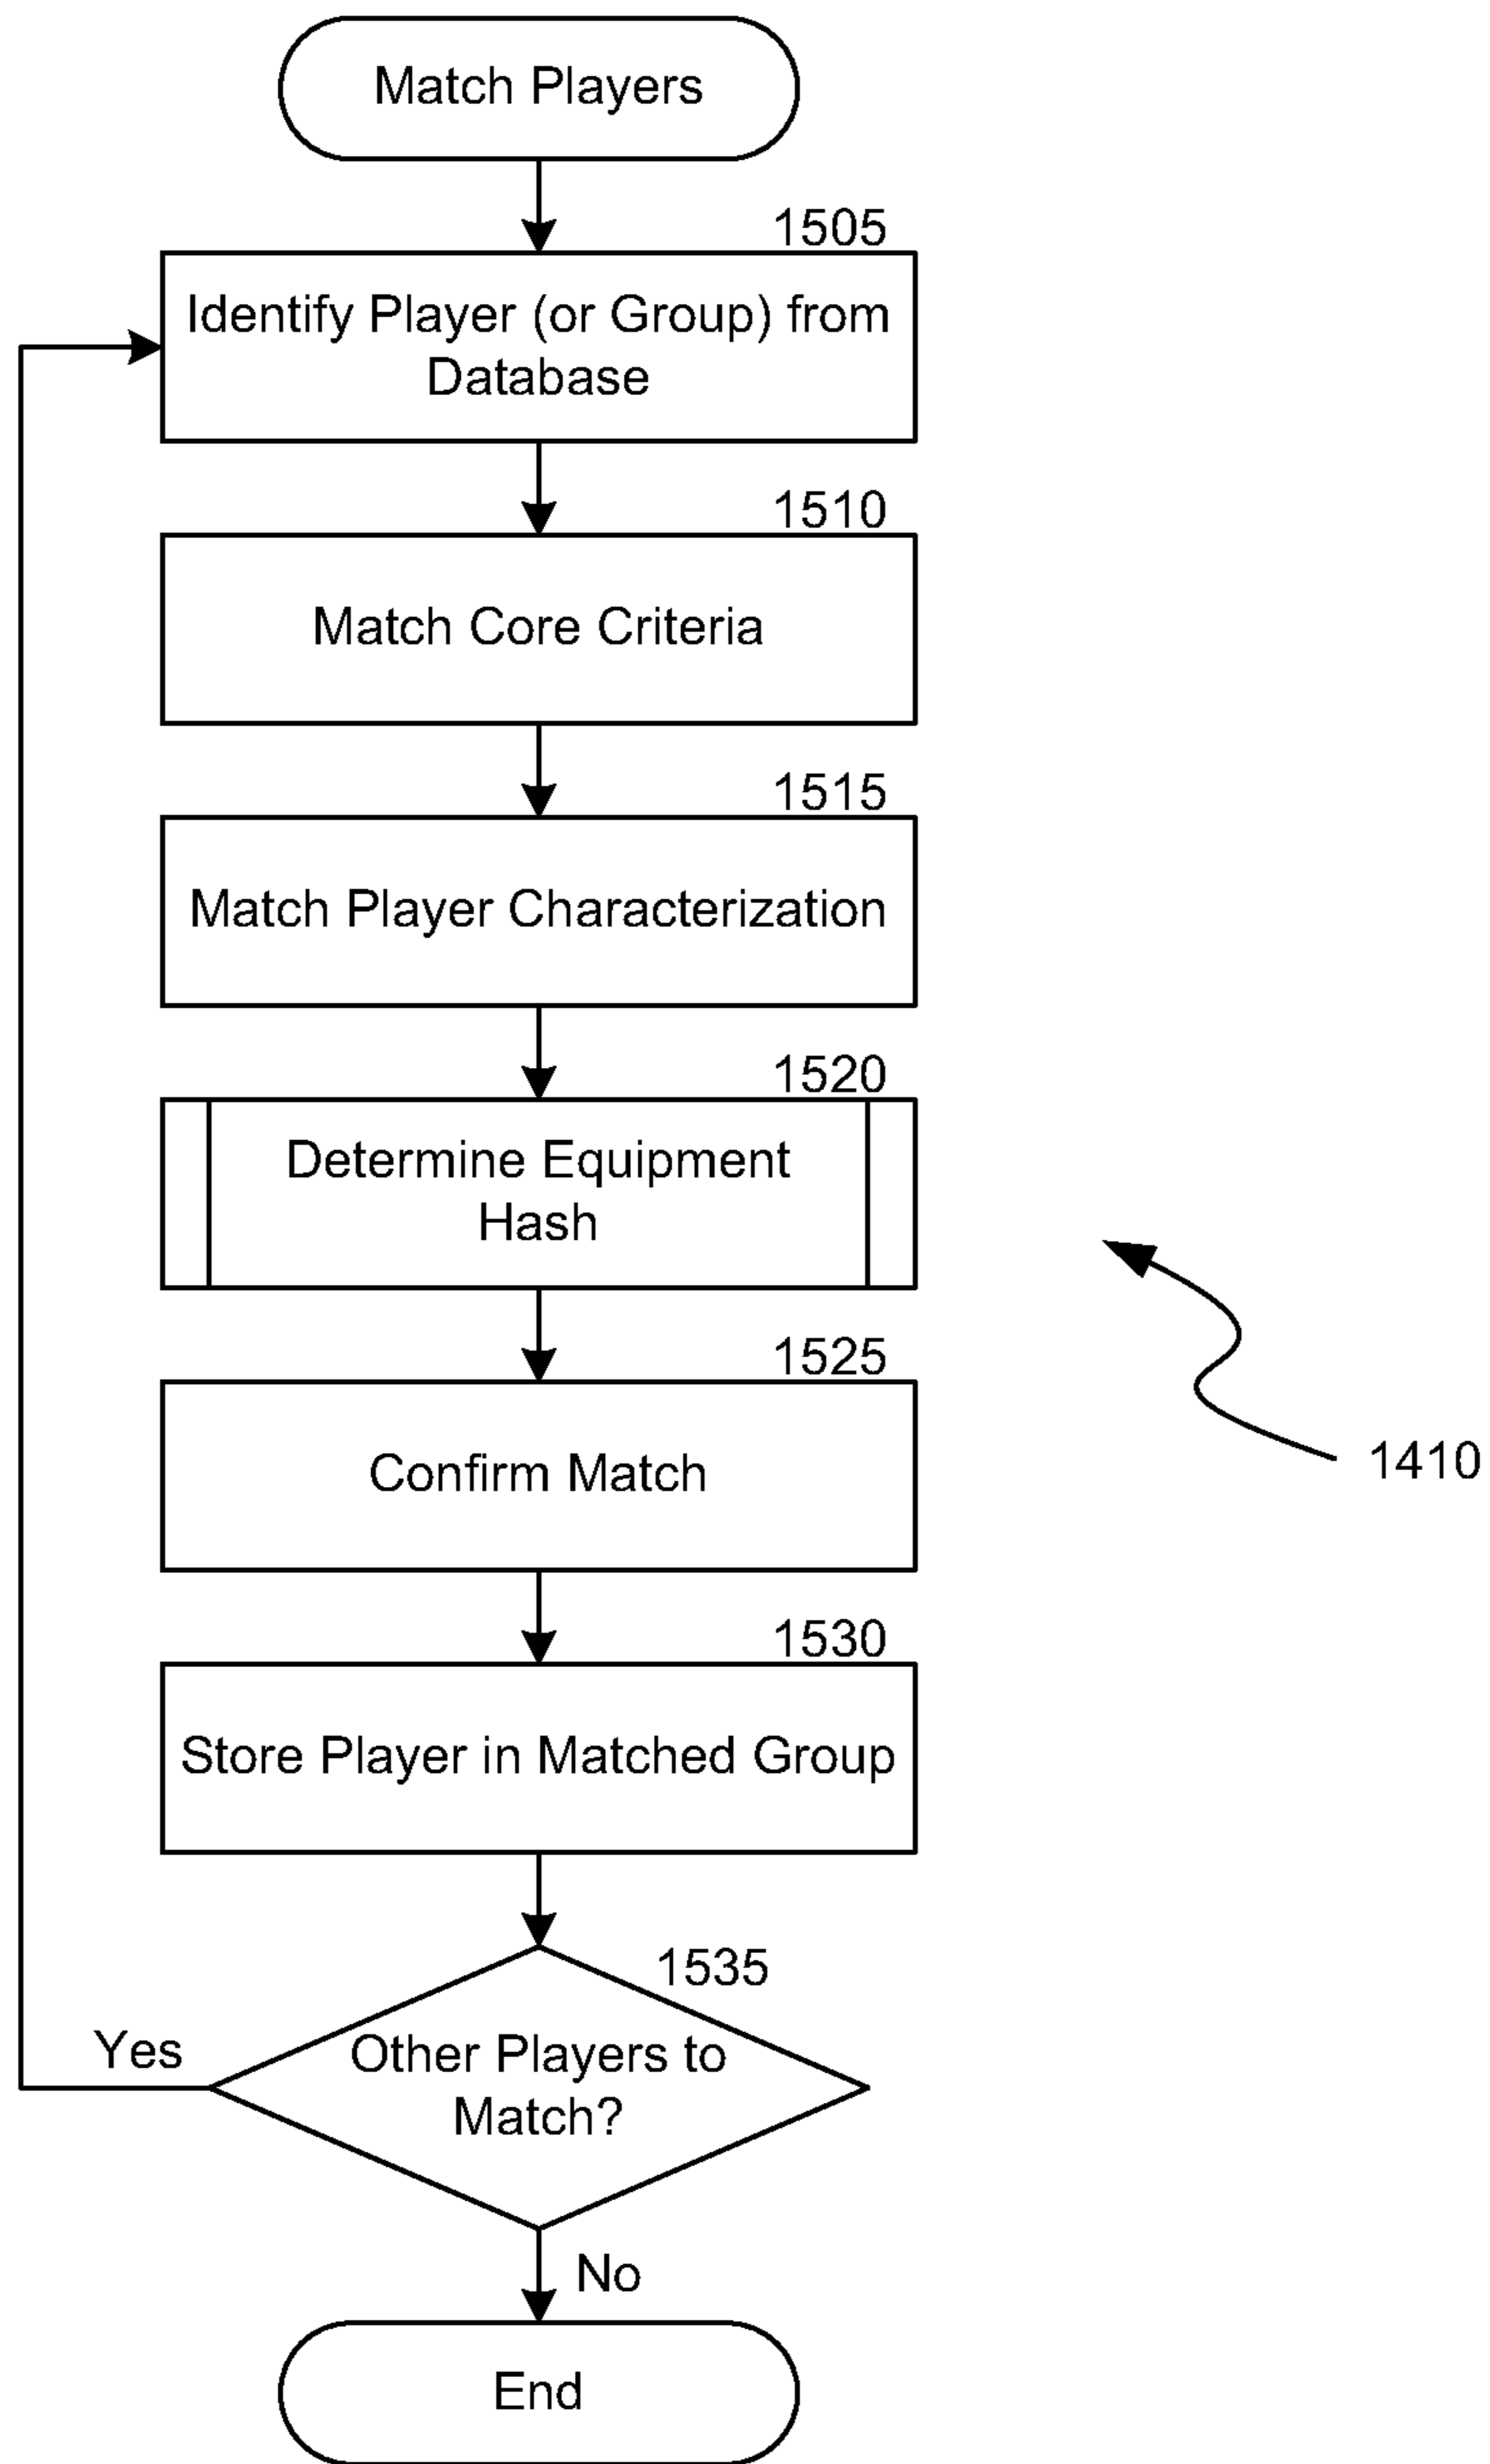 Match Players
1505
Identify Player (or Group) from
Database
1510
Match Core Criteria
1515
Match Player Characterization
1520
Determine Equipment
Hash
1525
Confirm Match
1410
1530
Store Player in Matched Group
1535
Other Players to
Match?
Yes
No
End